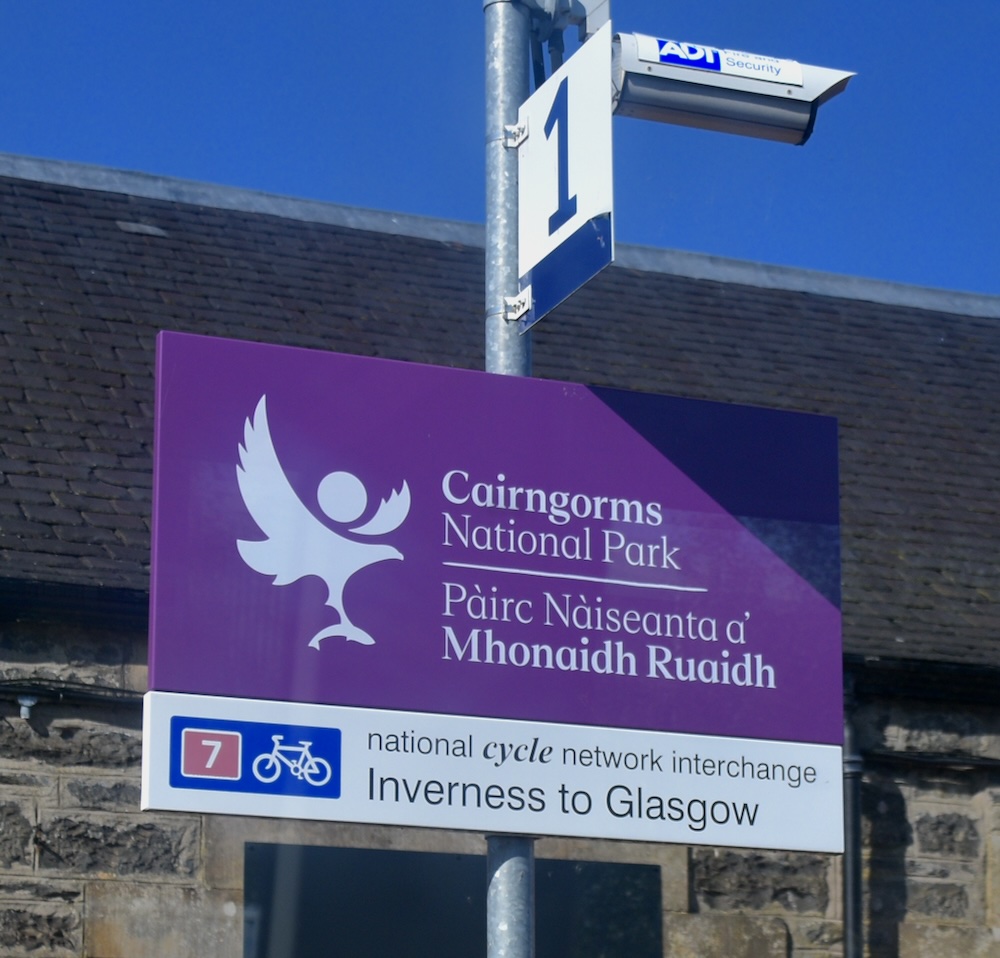 ADT
Security
1
Cairngorms
National Park
Pàirc Nàiseanta a'
Mhonaidh Ruaidh
7
national cycle network interchange
Inverness to Glasgow